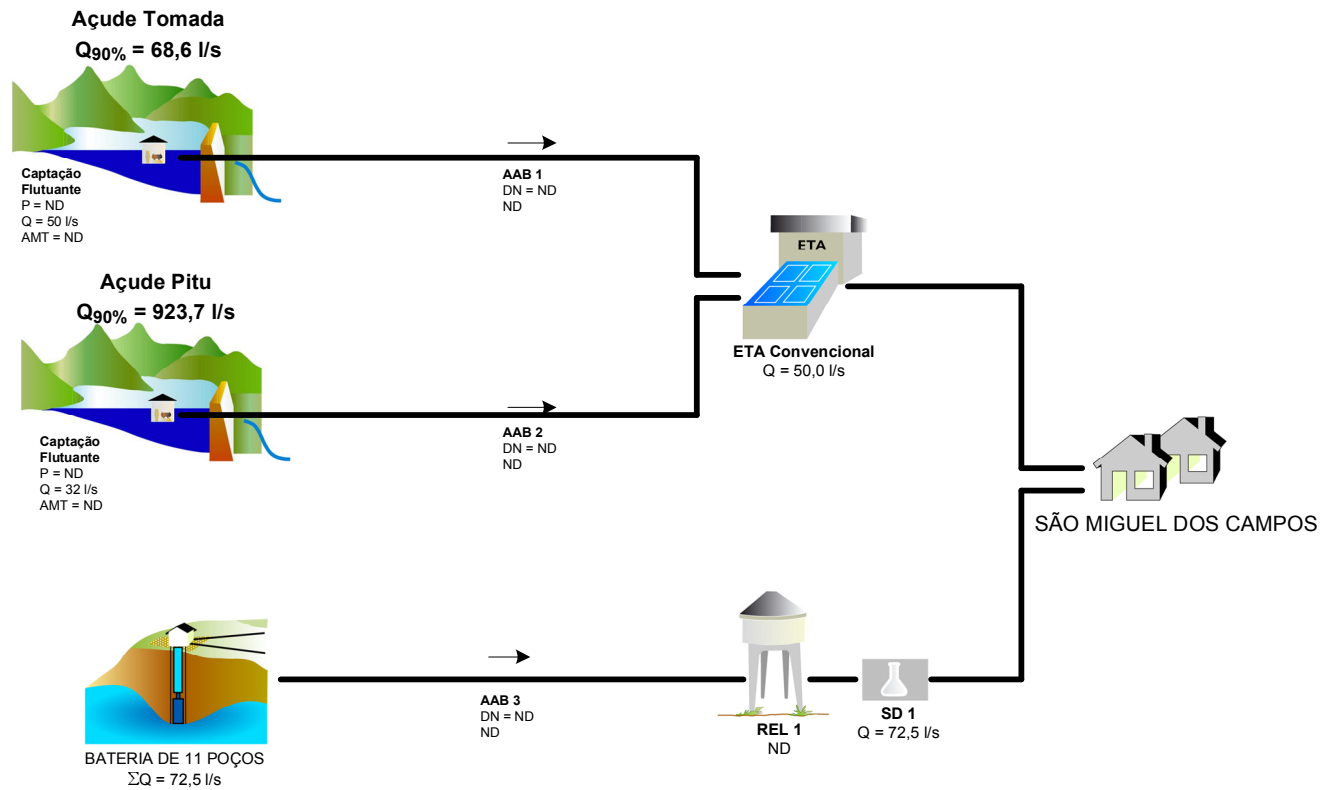 Açude Tomada
Q90% = 68,6 l/s
Captação
Flutuante
P = ND
Q = 50 l/s
AMT = ND
AAB 1
DN = ND
ND
Açude Pitu
Q90% = 923,7 l/s
Captação
Flutuante
P = ND
Q = 32 l/s
AMT = ND
AAB 2
DN = ND
ND
ETA
ETA Convencional
Q = 50,0 l/s
SÃO MIGUEL DOS CAMPOS
BATERIA DE 11 POÇOS
ΣQ = 72,5 l/s
AAB 3
DN = ND
ND
REL 1
ND
SD 1
Q = 72,5 l/s